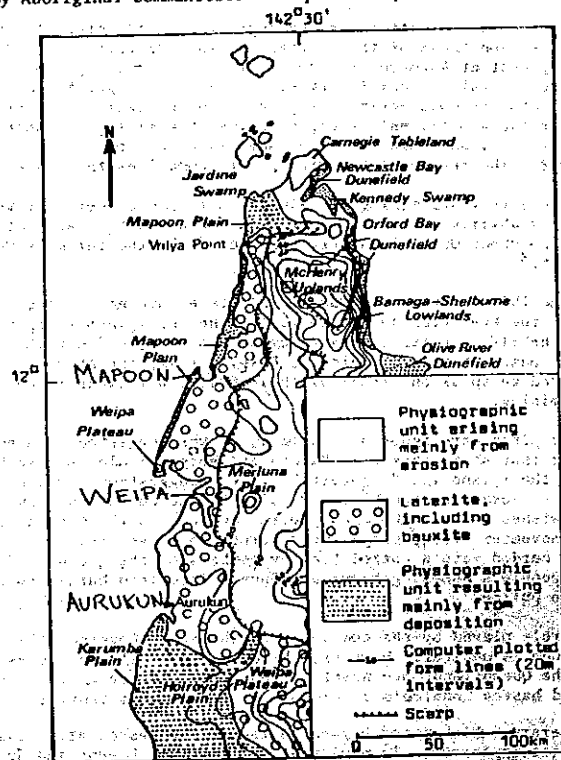 by Aboriginal
142° 30'
N
Carnegie Tableland
Newcastle Bay
Dunefield
Jardine
Swamp
Kennedy Swamp
Mapoon Plain
Orford Bay
Vrilya Point
Dunefield
McHenry
Uplands
Bamaga-Shelburne
Lowlands
Mapoon
Plain
Olive River
Dunefield
12°
MAPOON
Weipa
Plateau
Merluna
Plain
WEIPA
AURUKUN
Aurukun
Karumba
Plain
Holroyd
Plain
Weipa
Plateau
Physiographic
unit arising
mainly from
erosion
Laterite,
including
bauxite
Physiographic
unit resulting
mainly from
deposition
Computer plotted
form lines (20m
intervals)
Scarp
0 50 100km